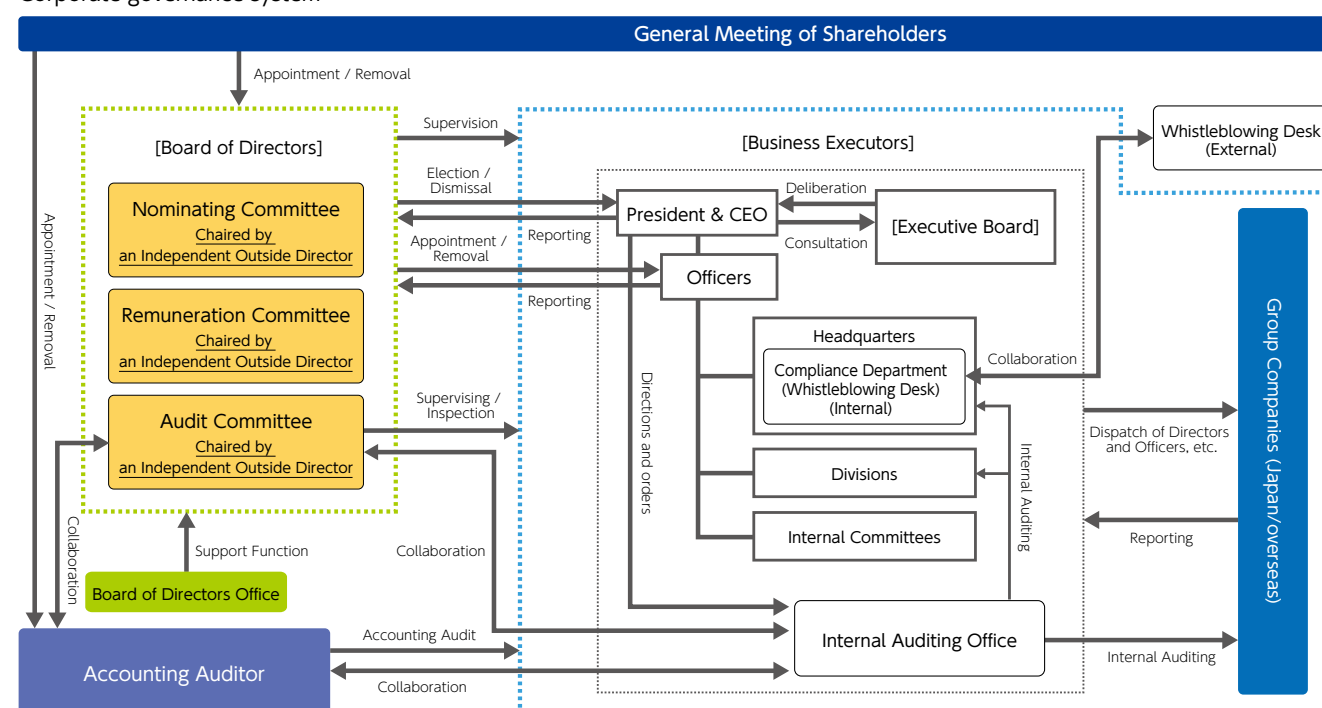 Corporate governance system
General Meeting of Shareholders
Appointment / Removal
Appointment / Removal
[Board of Directors]
Nominating Committee
Chaired by
an Independent Outside Director
Remuneration Committee
Chaired by
an Independent Outside Director
Audit Committee
Chaired by
an Independent Outside Director
Support Function
Board of Directors Office
Collaboration
Accounting Auditor
Supervision
Election /
Dismissal
Reporting
Appointment /
Removal
Reporting
Supervising /
Inspection
Collaboration
Accounting Audit
Collaboration
[Business Executors]
President & CEO
Deliberation
Consultation
[Executive Board]
Officers
Directions and orders
Headquarters
Compliance Department
(Whistleblowing Desk)
(Internal)
Divisions
Internal Committees
Internal Auditing
Internal Auditing Office
Collaboration
Whistleblowing Desk
(External)
Dispatch of Directors
and Officers, etc.
Reporting
Internal Auditing
Group Companies (Japan/overseas)